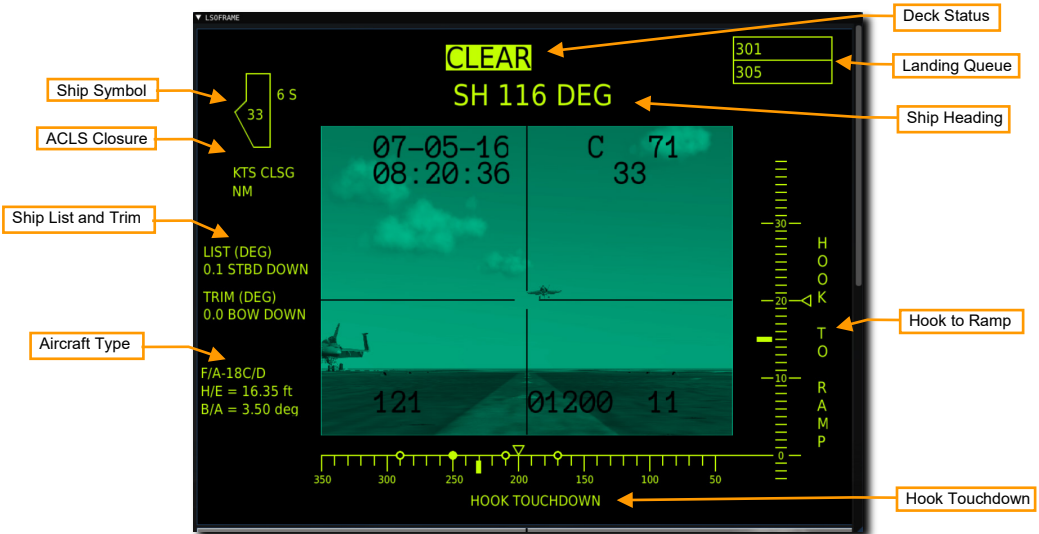 LSOFRAME
Deck Status
CLEAR
301
305
Landing Queue
Ship Symbol
6 S
33
SH 116 DEG
Ship Heading
ACLS Closure
07-05-16
08:20:36
C 71
33
KTS CLSG
NM
Ship List and Trim
LIST (DEG)
0.1 STBD DOWN
TRIM (DEG)
0.0 BOW DOWN
30
20
10
0
HOOK TO RAMP
Hook to Ramp
Aircraft Type
F/A-18C/D
H/E = 16.35 ft
B/A = 3.50 deg
121
01200 11
350 300 250 200 150 100 50
HOOK TOUCHDOWN
Hook Touchdown